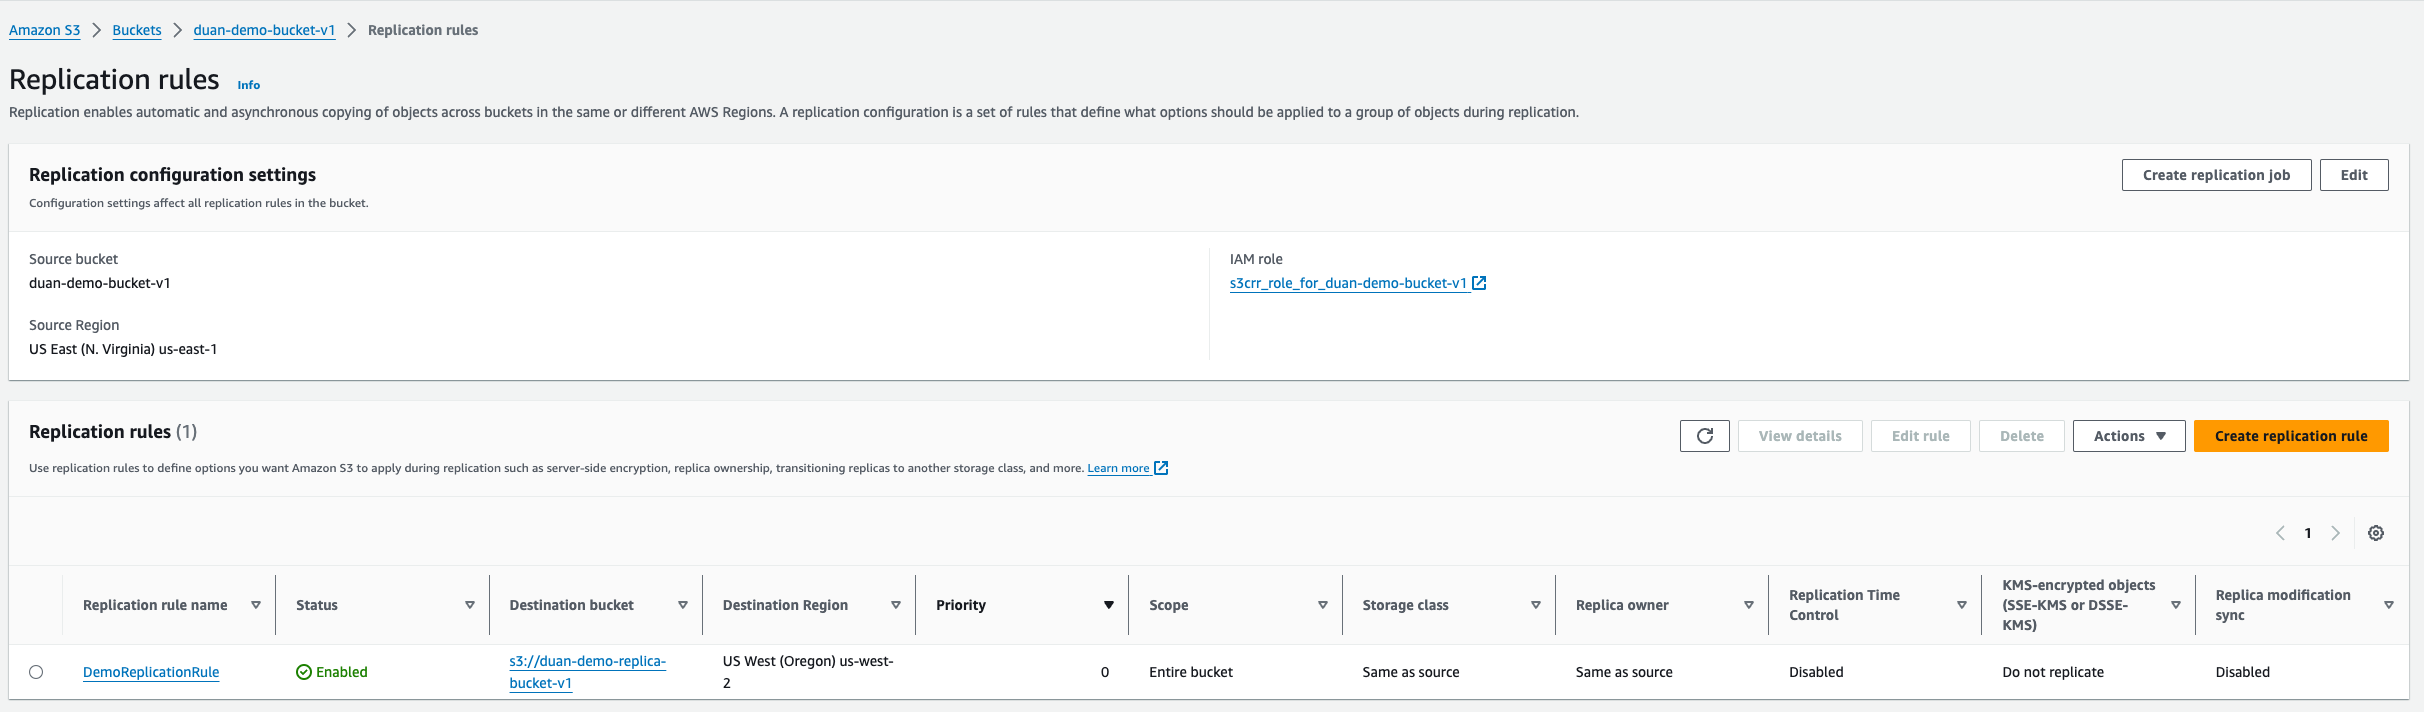 Amazon S3 > Buckets > duan-demo-bucket-v1 > Replication rules
Replication rules Info
Replication enables automatic and asynchronous copying of objects across buckets in the same or different AWS Regions. A replication configuration is a set of rules that define what options should be applied to a group of objects during replication.
Replication configuration settings
Configuration settings affect all replication rules in the bucket.
Create replication job
Edit
Source bucket
duan-demo-bucket-v1
Source Region
US East (N. Virginia) us-east-1
IAM role
s3crr_role_for_duan-demo-bucket-v1
Replication rules (1)
View details
Edit rule
Delete
Actions
Create replication rule
Use replication rules to define options you want Amazon S3 to apply during replication such as server-side encryption, replica ownership, transitioning replicas to another storage class, and more. Learn more
1
Replication rule name
Status
Destination bucket
Destination Region
Priority
Scope
Storage class
Replica owner
Replication Time
Control
KMS-encrypted objects
(SSE-KMS or DSSE-
KMS)
Replica modification
sync
DemoReplicationRule
Enabled
s3://duan-demo-replica-
bucket-v1
US West (Oregon) us-west-
2
0
Entire bucket
Same as source
Same as source
Disabled
Do not replicate
Disabled